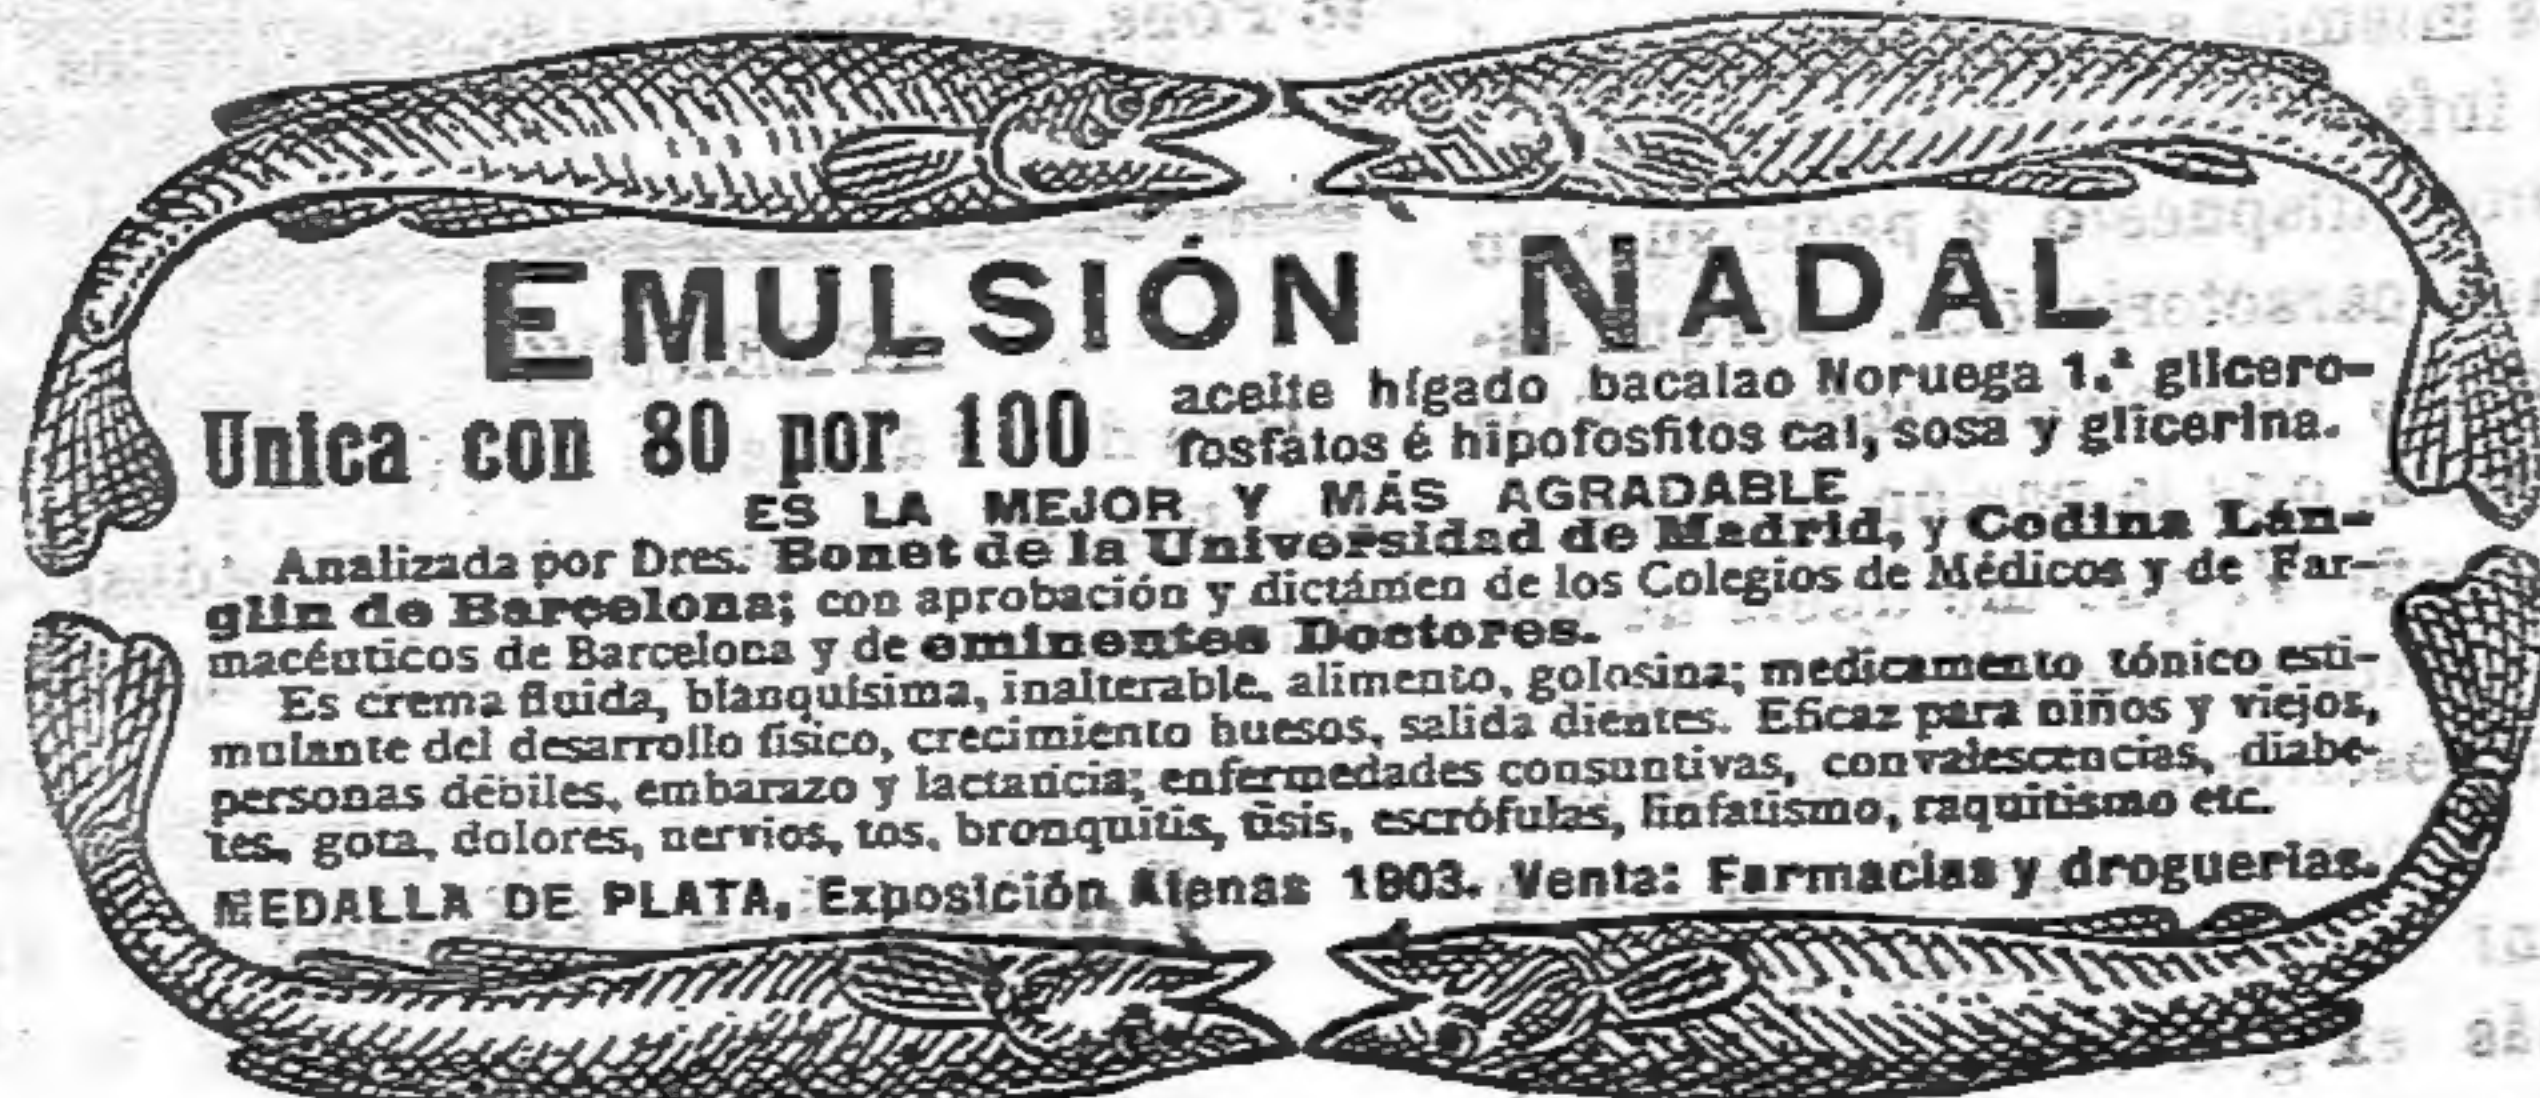 EMULSIÓN NADAL
Unica con 80 por 100
aceite hígado bacalao Noruega 1.ª glicero-
fosfatos é hipofosfitos cal, sosa y glicerina.
ES LA MEJOR Y MÁS AGRADABLE
Analizada por Dres. Bonet de la Universidad de Madrid, y Codina Lán-
glin de Barcelona; con aprobación y dictámen de los Colegios de Médicos y de Far-
macéuticos de Barcelona y de eminentes Doctores.
Es crema fluida, blanquísima, inalterable, alimento, golosina; medicamento tónico esti-
mulante del desarrollo físico, crecimiento huesos, salida dientes. Eficaz para niños y viejos,
personas débiles, embarazo y lactancia; enfermedades consuntivas, convalescencias, diabe-
tes, gota, dolores, nervios, tos, bronquitis, tisis, escrófulas, linfatismo, raquitismo etc.
MEDALLA DE PLATA, Exposición Atenas 1903. Venta: Farmacias y droguerías.